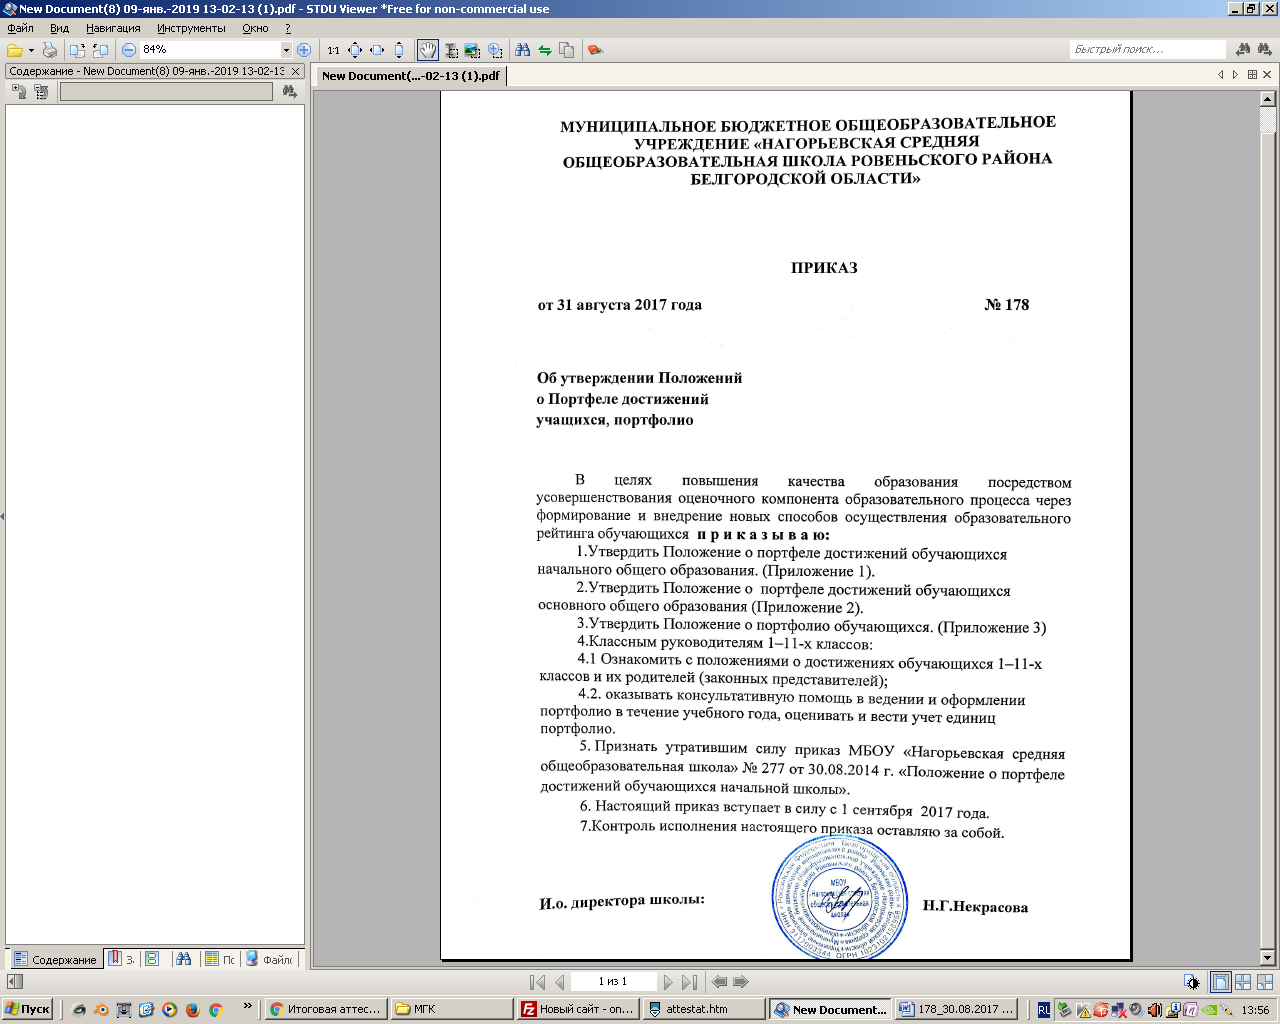 New Document(8) 09-янв.-2019 13-02-13 (1).pdf - STDU Viewer *Free for non-commercial use
Файл Вид Навигация Инструменты Окно ?
84% 1:1 Быстрый поиск...
Содержание - New Document(8) 09-янв.-2019 13-02-13
New Document(...-02-13 (1).pdf
МУНИЦИПАЛЬНОЕ БЮДЖЕТНОЕ ОБЩЕОБРАЗОВАТЕЛЬНОЕ
УЧРЕЖДЕНИЕ «НАГОРЬЕВСКАЯ СРЕДНЯЯ
ОБЩЕОБРАЗОВАТЕЛЬНАЯ ШКОЛА РОВЕНЬСКОГО РАЙОНА
БЕЛГОРОДСКОЙ ОБЛАСТИ»
ПРИКАЗ
от 31 августа 2017 года № 178
Об утверждении Положений
о Портфеле достижений
учащихся, портфолио
В целях повышения качества образования посредством
усовершенствования оценочного компонента образовательного процесса через
формирование и внедрение новых способов осуществления образовательного
рейтинга обучающихся п р и к а з ы в а ю:
1.Утвердить Положение о портфеле достижений обучающихся
начального общего образования. (Приложение 1).
2.Утвердить Положение о портфеле достижений обучающихся
основного общего образования (Приложение 2).
3.Утвердить Положение о портфолио обучающихся. (Приложение 3)
4.Классным руководителям 1–11-х классов:
4.1 Ознакомить с положениями о достижениях обучающихся 1–11-х
классов и их родителей (законных представителей);
4.2. оказывать консультативную помощь в ведении и оформлении
портфолио в течение учебного года, оценивать и вести учет единиц
портфолио.
5. Признать утратившим силу приказ МБОУ «Нагорьевская средняя
общеобразовательная школа» № 277 от 30.08.2014 г. «Положение о портфеле
достижений обучающихся начальной школы».
6. Настоящий приказ вступает в силу с 1 сентября 2017 года.
7.Контроль исполнения настоящего приказа оставляю за собой.
И.о. директора школы: Н.Г.Некрасова
МБОУ
Нагорьевская средняя
общеобразовательная
школа
Содержание З. Пс Файлс
1 из 1
Пуск » Итоговая аттес... МГК Новый сайт - on... attestat.htm New Document... 178_30.08.2017 ... RL 13:56